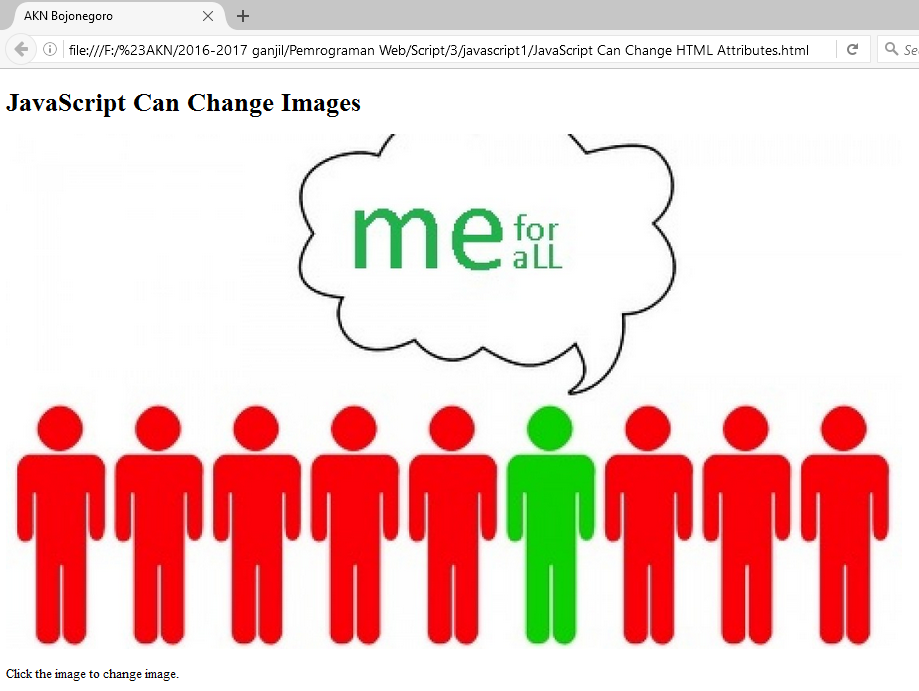 AKN Bojonegoro
file:///F:/%23AKN/2016-2017 ganjil/Pemrograman Web/Script/3/javascript1/JavaScript Can Change HTML Attributes.html
JavaScript Can Change Images
me for
aLL
Click the image to change image.